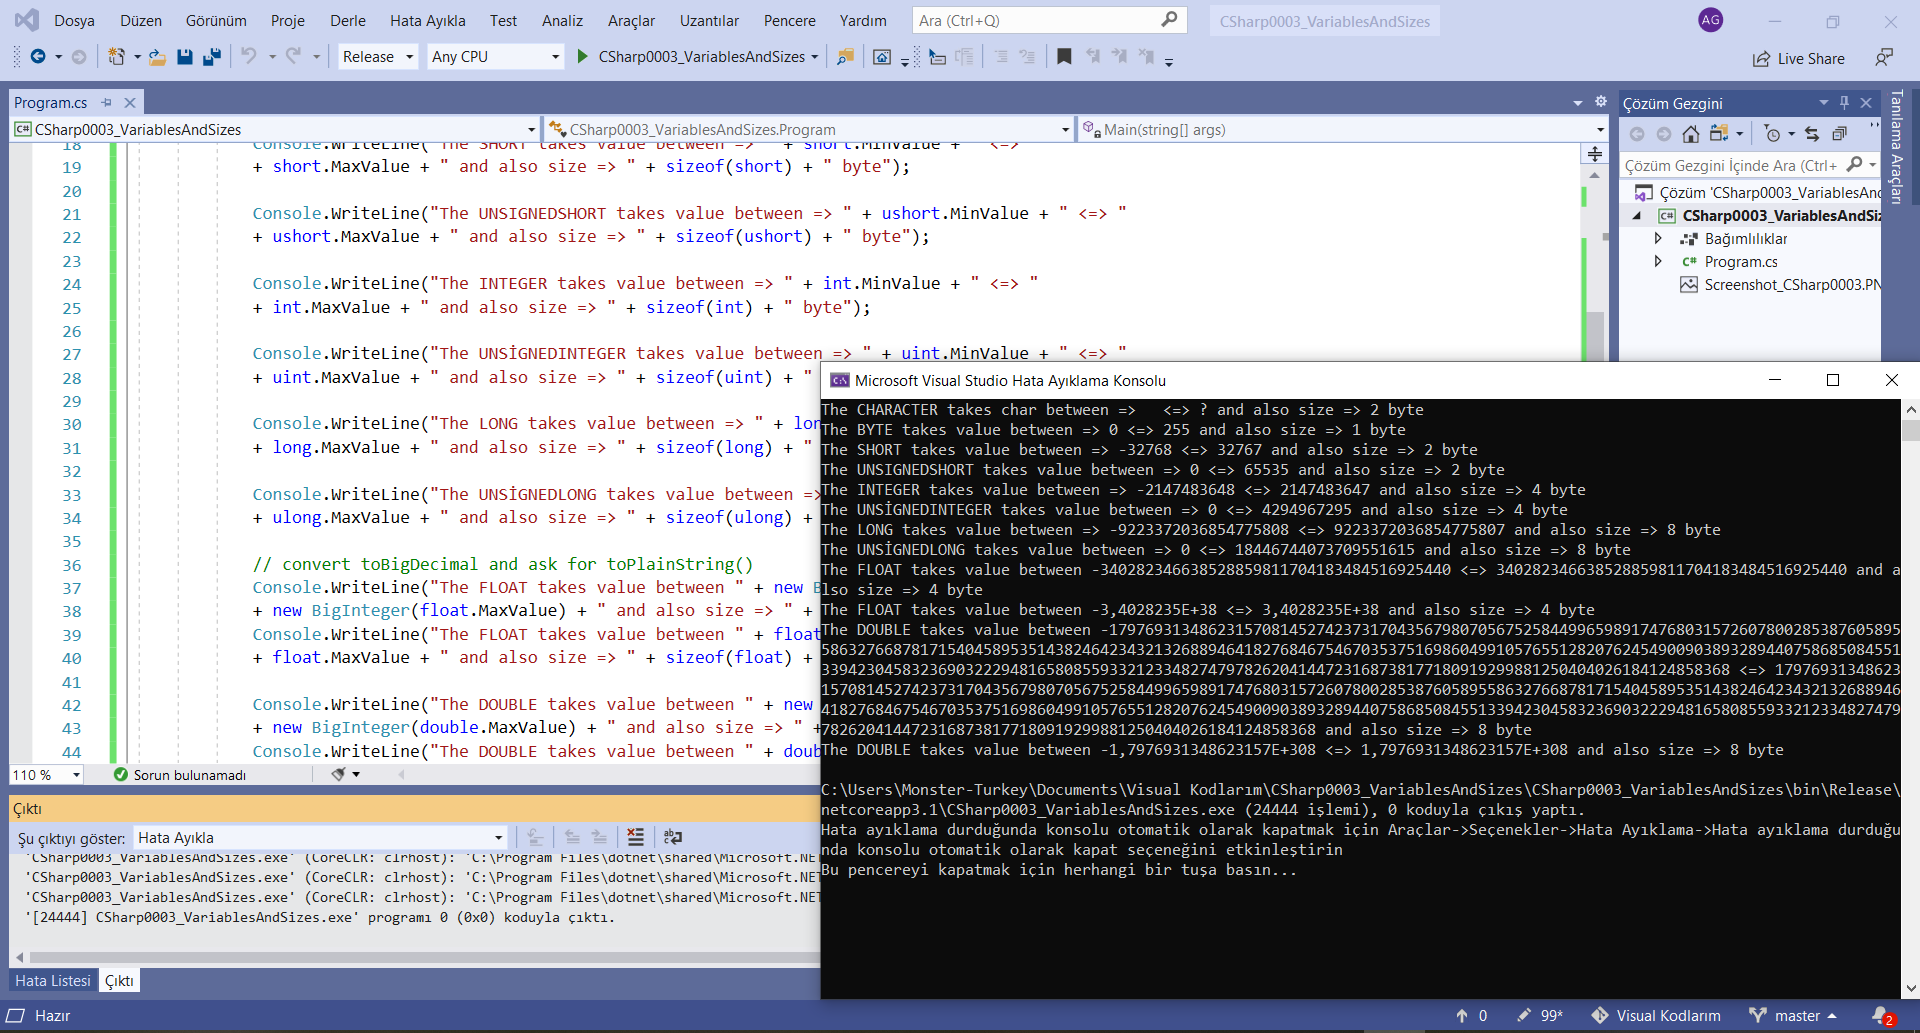 Dosya Düzen Görünüm Proje Derle Hata Ayıkla Test Analiz Araçlar Uzantılar Pencere Yardım Ara (Ctrl+Q) CSharp0003_VariablesAndSizes AG
Release Any CPU CSharp0003_VariablesAndSizes Live Share
Program.cs
CSharp0003_VariablesAndSizes CSharp0003_VariablesAndSizes.Program Main(string[] args)
18 Console.WriteLine("The SHORT takes value between => " + short.MinValue + " <=> "
19 + short.MaxValue + " and also size => " + sizeof(short) + " byte");
20
21 Console.WriteLine("The UNSIGNEDSHORT takes value between => " + ushort.MinValue + " <=> "
22 + ushort.MaxValue + " and also size => " + sizeof(ushort) + " byte");
23
24 Console.WriteLine("The INTEGER takes value between => " + int.MinValue + " <=> "
25 + int.MaxValue + " and also size => " + sizeof(int) + " byte");
26
27 Console.WriteLine("The UNSİGNEDINTEGER takes value between => " + uint.MinValue + " <=> "
28 + uint.MaxValue + " and also size => " + sizeof(uint) + "
29
30 Console.WriteLine("The LONG takes value between => " + lon
31 + long.MaxValue + " and also size => " + sizeof(long) + "
32
33 Console.WriteLine("The UNSİGNEDLONG takes value between =>
34 + ulong.MaxValue + " and also size => " + sizeof(ulong) +
35
36 // convert toBigDecimal and ask for toPlainString()
37 Console.WriteLine("The FLOAT takes value between " + new B
38 + new BigInteger(float.MaxValue) + " and also size => " +
39 Console.WriteLine("The FLOAT takes value between " + float
40 + float.MaxValue + " and also size => " + sizeof(float) +
41
42 Console.WriteLine("The DOUBLE takes value between " + new
43 + new BigInteger(double.MaxValue) + " and also size => " +
44 Console.WriteLine("The DOUBLE takes value between " + doub
110 % Sorun bulunamadı
Çıktı
Şu çıktıyı göster: Hata Ayıkla
'CSharp0003_VariablesAndSizes.exe' (CoreCLR: clrhost): 'C:\Program Files\dotnet\shared\Microsoft.NET
'CSharp0003_VariablesAndSizes.exe' (CoreCLR: clrhost): 'C:\Program Files\dotnet\shared\Microsoft.NET
'CSharp0003_VariablesAndSizes.exe' (CoreCLR: clrhost): 'C:\Program Files\dotnet\shared\Microsoft.NET
'[24444] CSharp0003_VariablesAndSizes.exe' programı 0 (0x0) koduyla çıktı.
Hata Listesi Çıktı
Çözüm Gezgini
Çözüm Gezgini İçinde Ara (Ctrl+
Çözüm 'CSharp0003_VariablesAnd
CSharp0003_VariablesAndSiz
Bağımlılıklar
Program.cs
Screenshot_CSharp0003.PN
Tanılama Araçları
Microsoft Visual Studio Hata Ayıklama Konsolu
The CHARACTER takes char between => <=> ? and also size => 2 byte
The BYTE takes value between => 0 <=> 255 and also size => 1 byte
The SHORT takes value between => -32768 <=> 32767 and also size => 2 byte
The UNSIGNEDSHORT takes value between => 0 <=> 65535 and also size => 2 byte
The INTEGER takes value between => -2147483648 <=> 2147483647 and also size => 4 byte
The UNSİGNEDINTEGER takes value between => 0 <=> 4294967295 and also size => 4 byte
The LONG takes value between => -9223372036854775808 <=> 9223372036854775807 and also size => 8 byte
The UNSİGNEDLONG takes value between => 0 <=> 18446744073709551615 and also size => 8 byte
The FLOAT takes value between -340282346638528859811704183484516925440 <=> 340282346638528859811704183484516925440 and a
lso size => 4 byte
The FLOAT takes value between -3,4028235E+38 <=> 3,4028235E+38 and also size => 4 byte
The DOUBLE takes value between -17976931348623157081452742373170435679807056752584499659891747680315726078002853876058955
8632766878171540458953514382464234321326889464182768467546703537516986049910576551282076245490090389328944075868508455133
339423045832369032229481658085593321233482747978262041447231687381771809192998812504040261841248583 68 <=> 17976931348623
1570814527423731704356798070567525844996598917476803157260780028538760589558632766878171540458953514382464234321326889464
182768467546703537516986049910576551282076245490090389328944075868508455133942304583236903222948165808559332123348274797
826204144723168738177180919299881250404026184124858368 and also size => 8 byte
The DOUBLE takes value between -1,7976931348623157E+308 <=> 1,7976931348623157E+308 and also size => 8 byte
C:\Users\Monster-Turkey\Documents\Visual Kodlarım\CSharp0003_VariablesAndSizes\CSharp0003_VariablesAndSizes\bin\Release\
netcoreapp3.1\CSharp0003_VariablesAndSizes.exe (24444 işlemi), 0 koduyla çıkış yaptı.
Hata ayıklama durduğunda konsolu otomatik olarak kapatmak için Araçlar->Seçenekler->Hata Ayıklama->Hata ayıklama durduğu
nda konsolu otomatik olarak kapat seçeneğini etkinleştirin
Bu pencereyi kapatmak için herhangi bir tuşa basın...
Hazır 0 99* Visual Kodlarım master 2